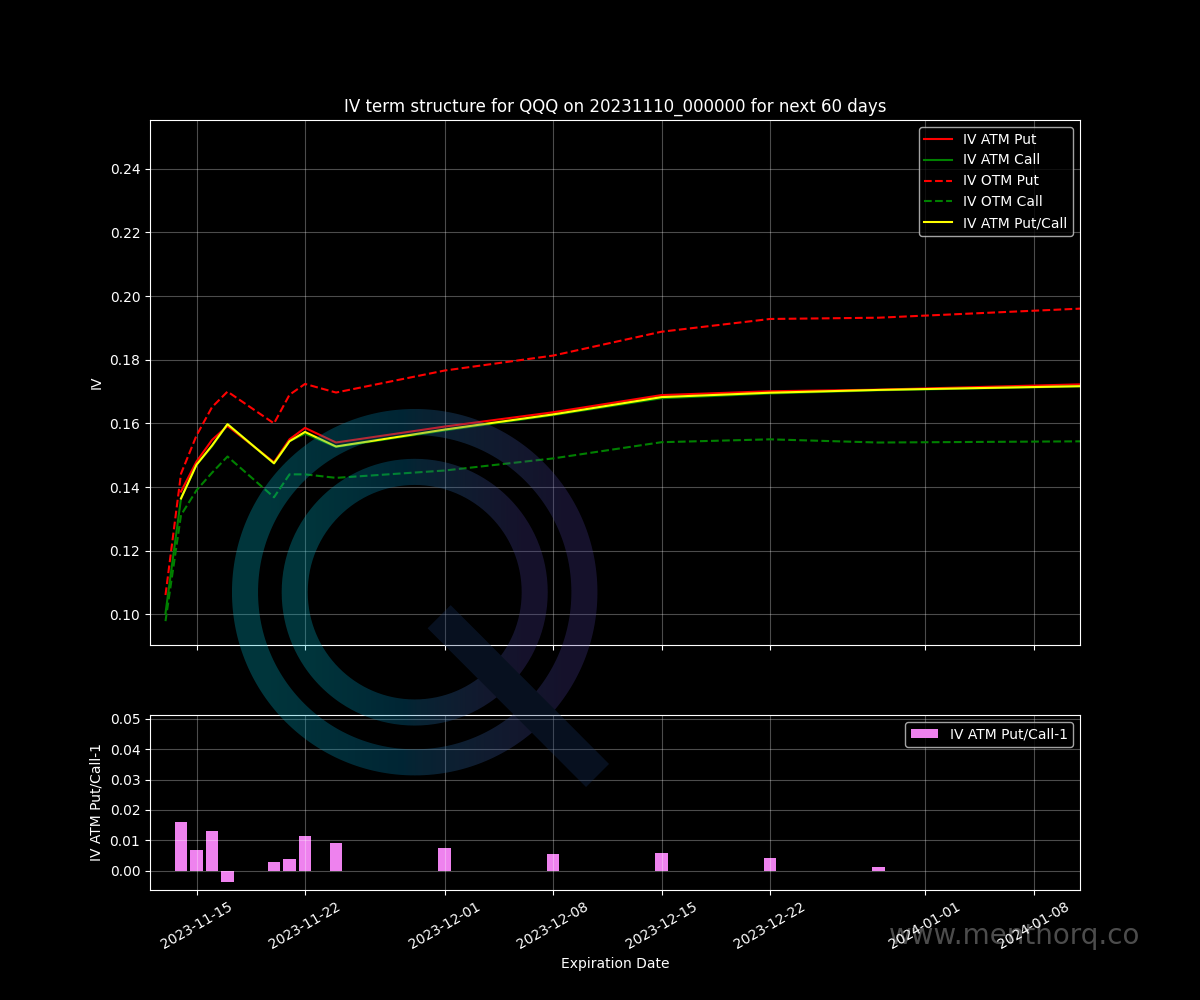 IV term structure for QQQ on 20231110_000000 for next 60 days
IV ATM Put
IV ATM Call
IV OTM Put
IV OTM Call
IV ATM Put/Call
0.24
0.22
0.20
0.18
0.16
0.14
0.12
0.10
IV
IV ATM Put/Call-1
0.05
0.04
0.03
0.02
0.01
0.00
IV ATM Put/Call-1
2023-11-15
2023-11-22
2023-12-01
2023-12-08
2023-12-15
2023-12-22
2024-01-01
2024-01-08
www.menthorq.co
Expiration Date